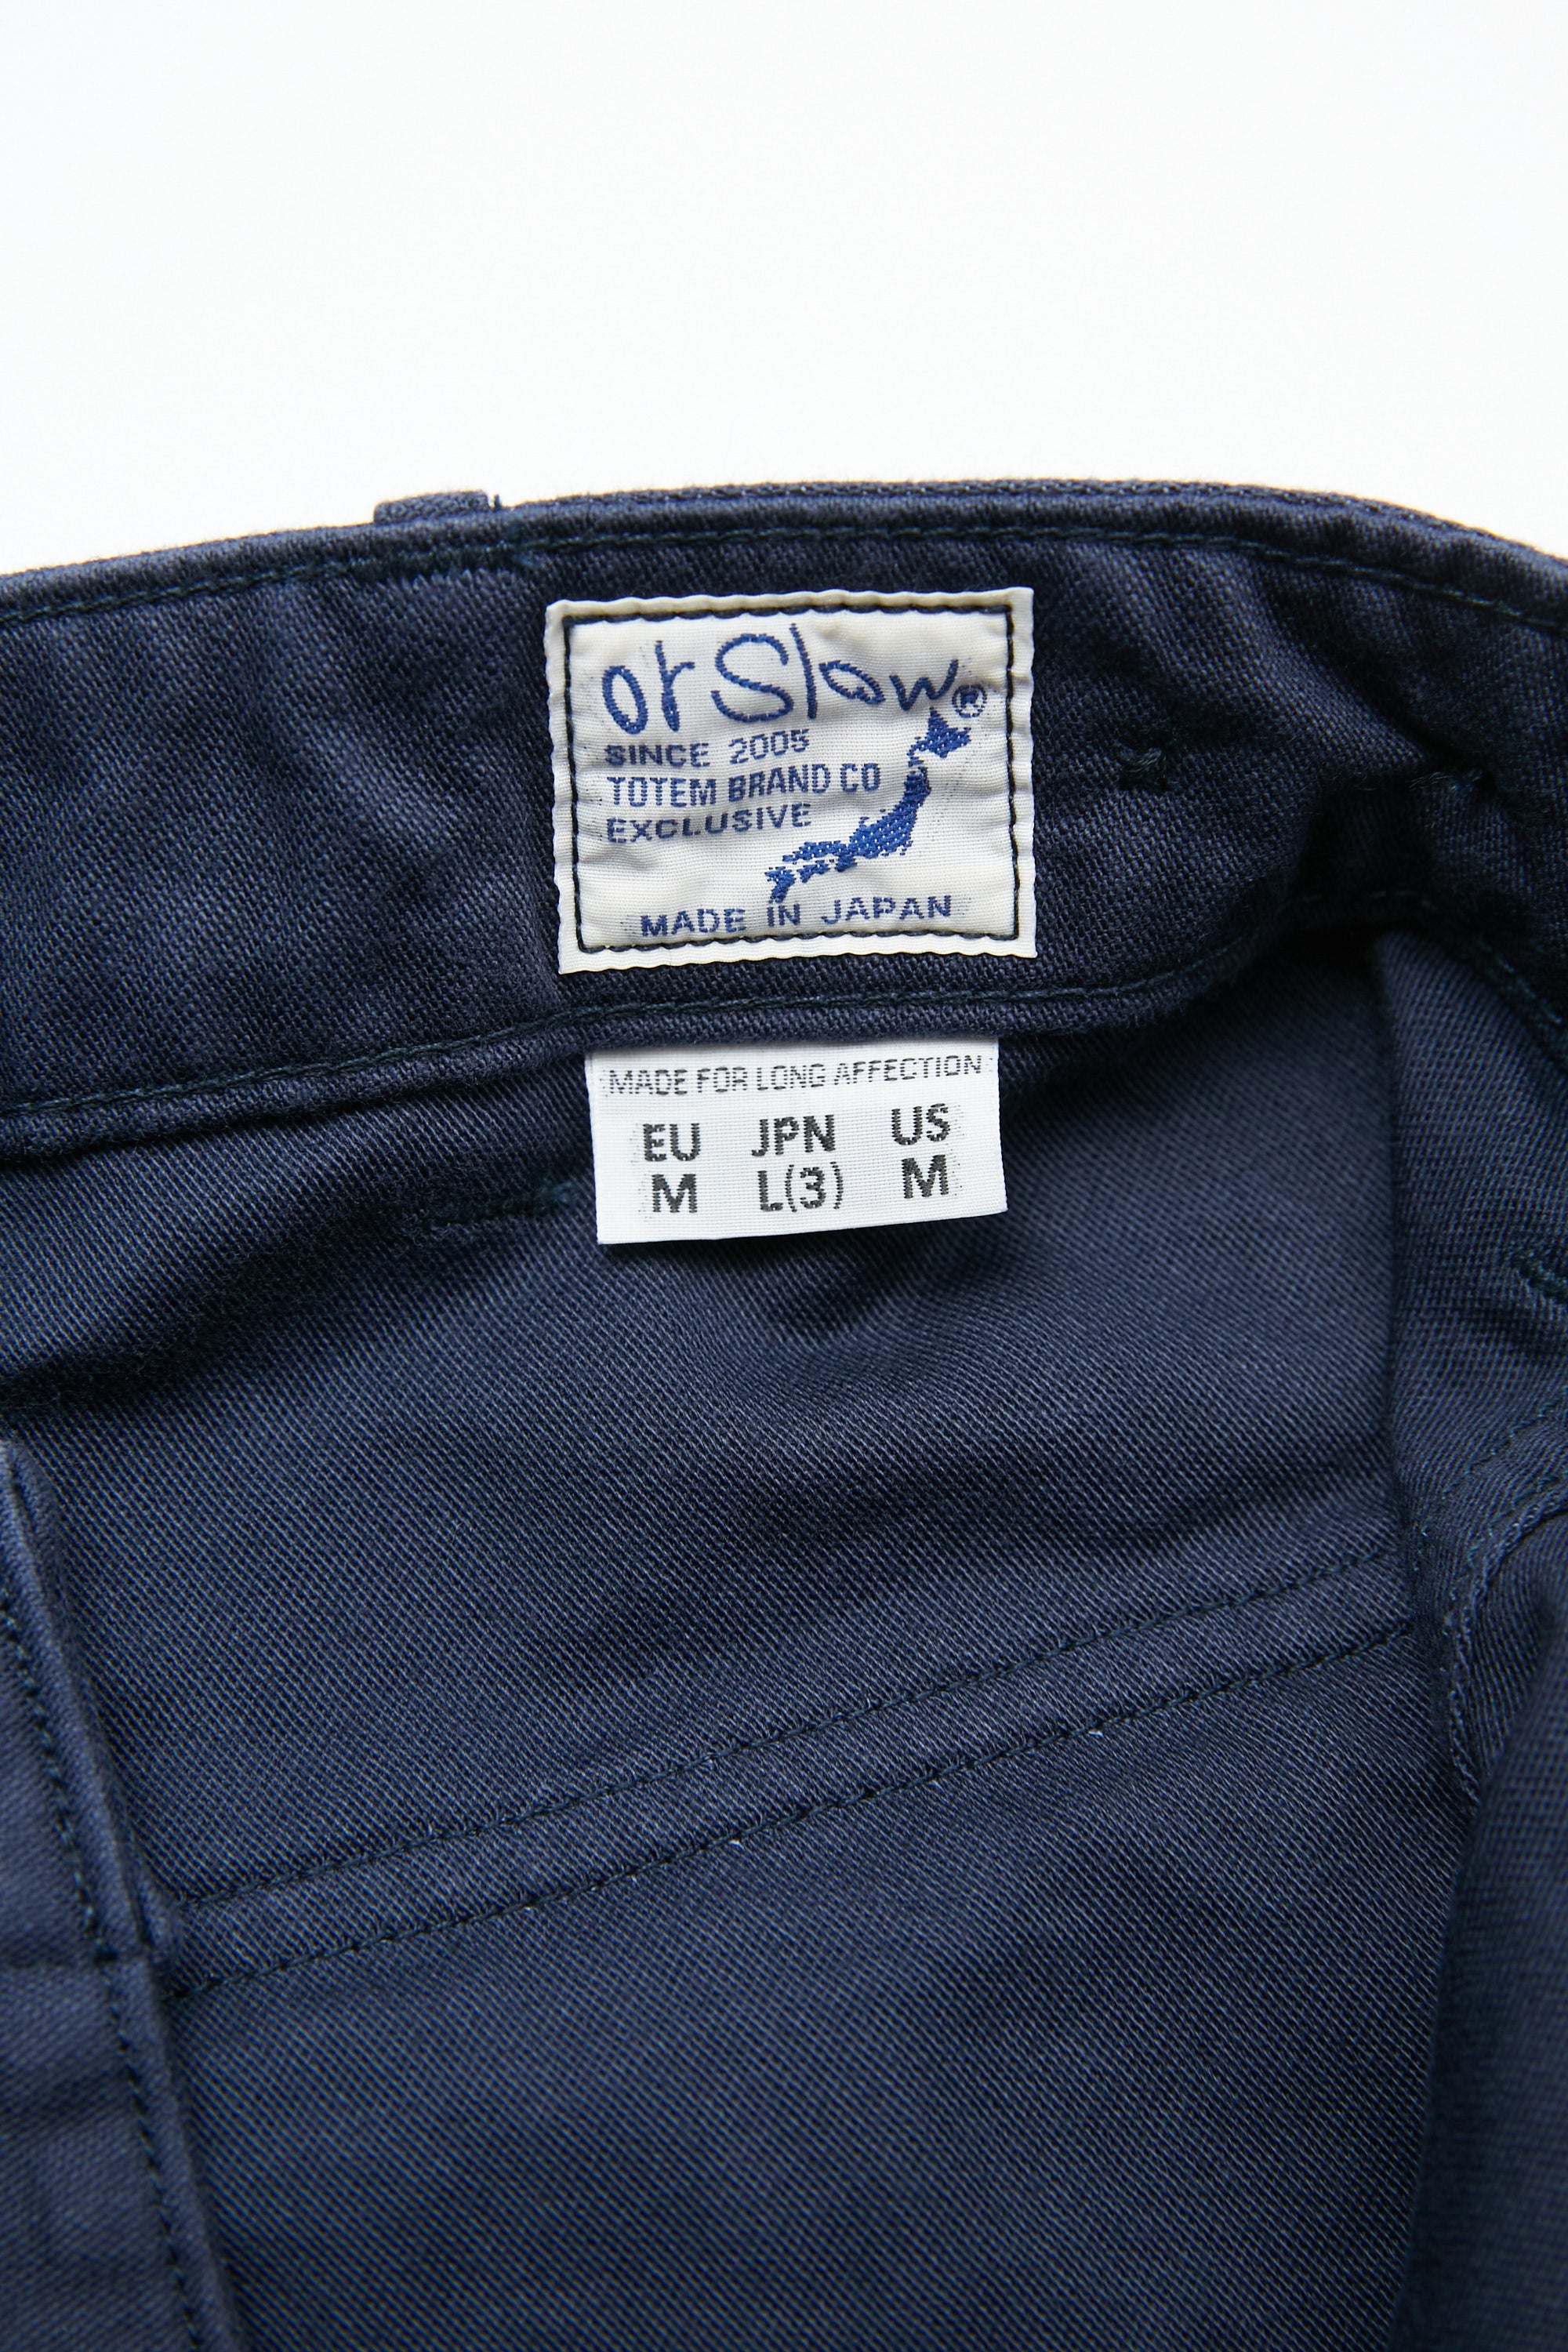 orSlow®
SINCE 2005
TOTEM BRAND CO
EXCLUSIVE
MADE IN JAPAN
MADE FOR LONG AFFECTION
EU JPN US
M L(3) M